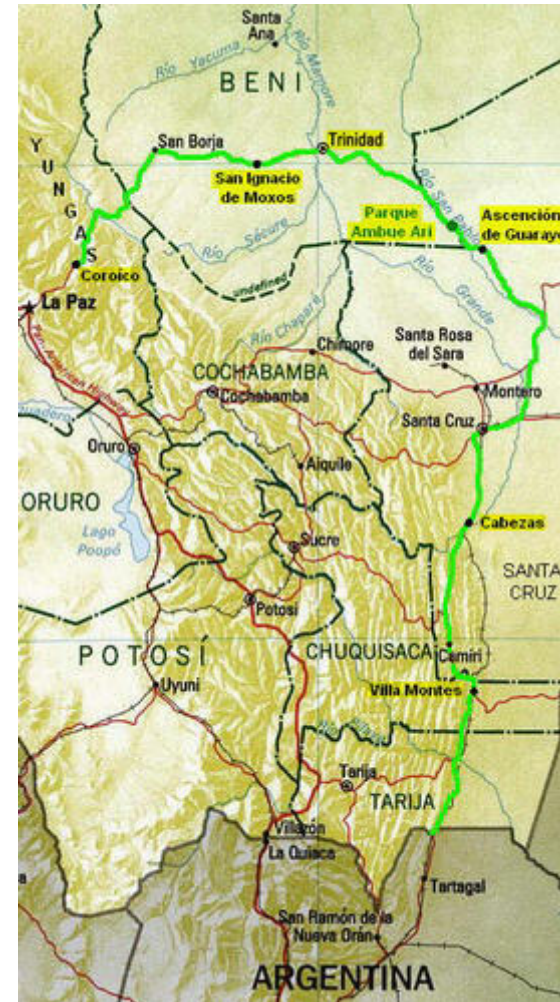 Santa
Ana
Río Yacuma
Río Mamore
BENI
YUNGAS
San Borja
Trinidad
San Ignacio
de Moxos
Río San Pablo
Parque
Ambue Ari
Ascención
de Guarayo
Río Sécure
Coroico
undefined
Río
Grande
La Paz
Pan American Highway
Río Chapare
Chimore
Santa Rosa
del Sara
COCHABAMBA
Cochabamba
Montero
Santa Cruz
Oruro
Aiquile
ORURO
Cabezas
Lago
Poopó
Sucre
SANTA
CRUZ
Potosí
POTOSÍ
CHUQUISACA
Camiri
Uyuni
Villa Montes
Río
Tarija
TARIJA
Villazón
La Quiaca
Tartagal
San Ramón de la
Nueva Orán
ARGENTINA